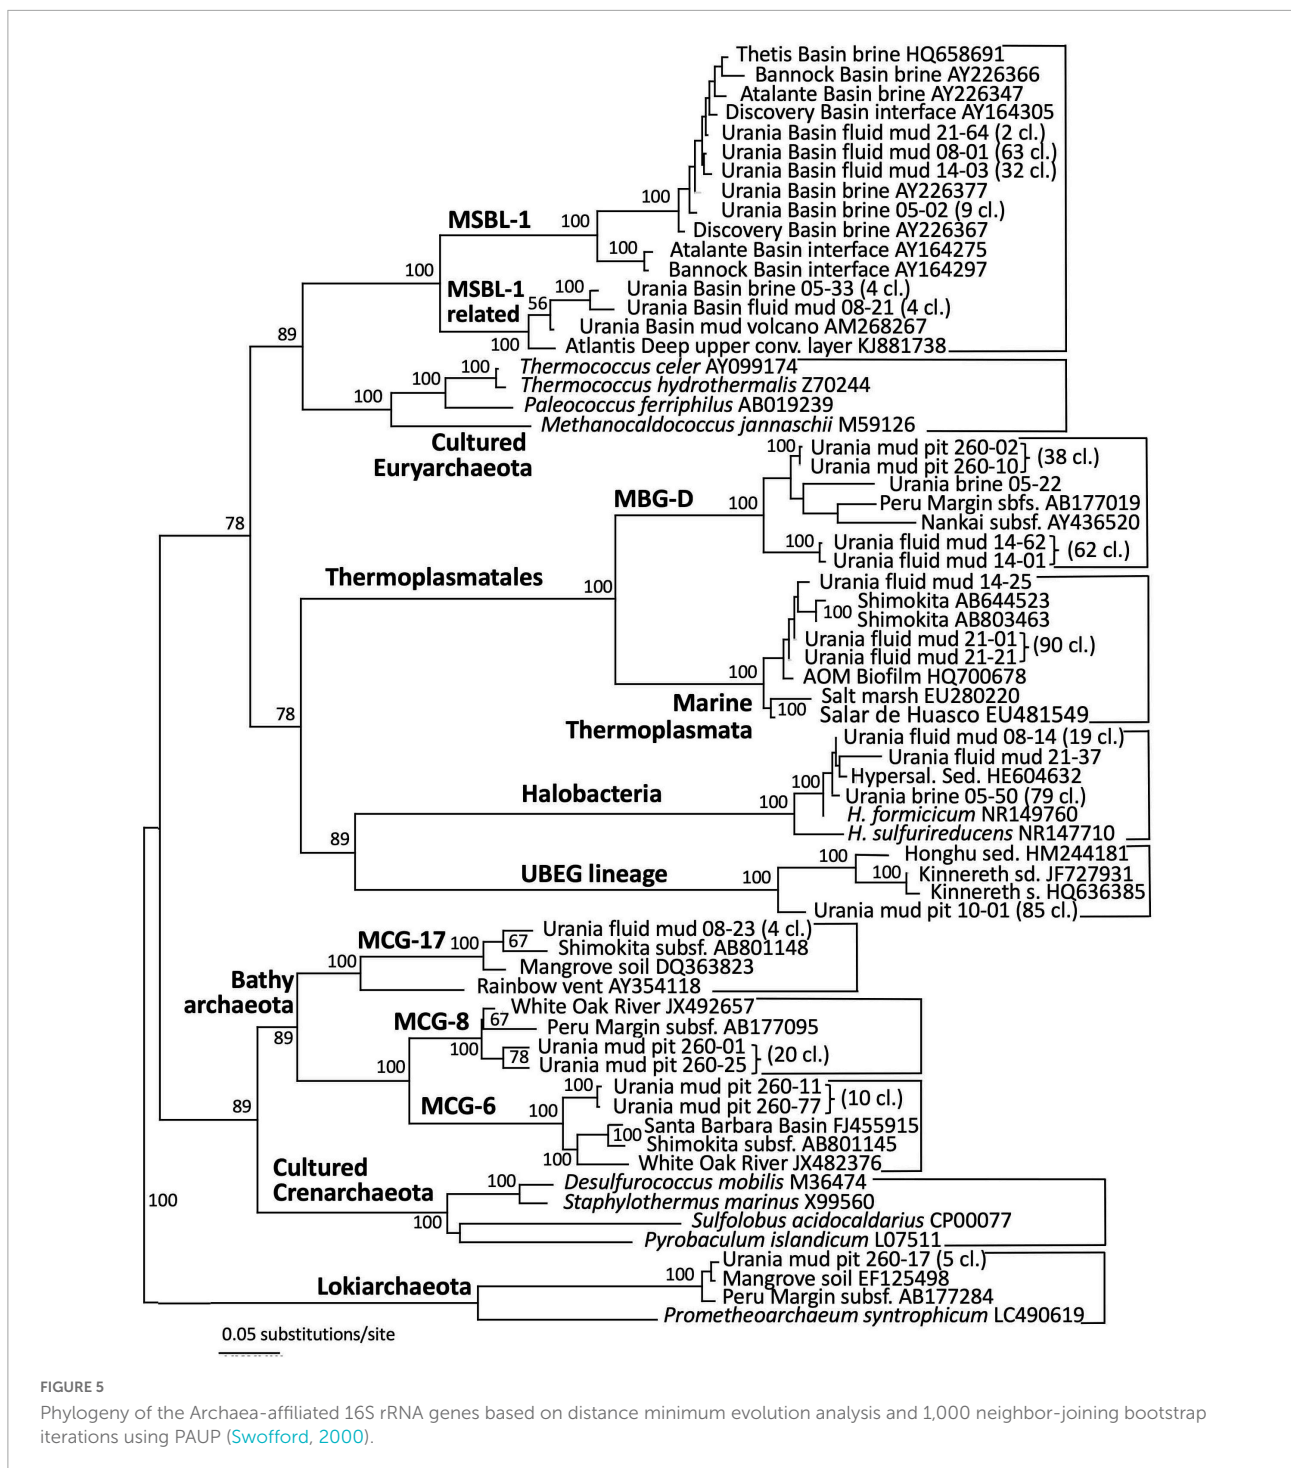 Thetis Basin brine HQ658691
Bannock Basin brine AY226366
Atalante Basin brine AY226347
Discovery Basin interface AY164305
Urania Basin fluid mud 21-64 (2 cl.)
Urania Basin fluid mud 08-01 (63 cl.)
Urania Basin fluid mud 14-03 (32 cl.)
100
Urania Basin brine AY226377
MSBL-1
100
Urania Basin brine 05-02 (9 cl.)
Discovery Basin brine AY226367
100
Atalante Basin interface AY164275
100
Bannock Basin interface AY164297
MSBL-1
related
100
Urania Basin brine 05-33 (4 cl.)
56
Urania Basin fluid mud 08-21 (4 cl.)
89
Urania Basin mud volcano AM268267
100
Atlantis Deep upper conv. layer KJ881738
100
Thermococcus celer AY099174
100
Thermococcus hydrothermalis Z70244
100
Paleococcus ferriphilus AB019239
Methanocaldococcus jannaschii M59126
Cultured
Euryarchaeota
100
Urania mud pit 260-02
Urania mud pit 260-10
(38 cl.)
Urania brine 05-22
MBG-D
100
Peru Margin sbfs. AB177019
78
Nankai subsf. AY436520
100
Urania fluid mud 14-62
Urania fluid mud 14-01
(62 cl.)
Thermoplasmatales
100
Urania fluid mud 14-25
Shimokita AB644523
100
Shimokita AB803463
Urania fluid mud 21-01
Urania fluid mud 21-21
(90 cl.)
100
AOM Biofilm HQ700678
Marine
Thermoplasmata
Salt marsh EU280220
100
Salar de Huasco EU481549
78
Urania fluid mud 08-14 (19 cl.)
Urania fluid mud 21-37
100
Hypersal. Sed. HE604632
Halobacteria
100
Urania brine 05-50 (79 cl.)
H. formicicum NR149760
H. sulfurireducens NR147710
89
100
Honghu sed. HM244181
UBEG lineage
100
100
Kinnereth sd. JF727931
Kinnereth s. HQ636385
Urania mud pit 10-01 (85 cl.)
Urania fluid mud 08-23 (4 cl.)
MCG-17
100
67
Shimokita subsf. AB801148
100
Mangrove soil DQ363823
Rainbow vent AY354118
Bathy
archaeota
White Oak River JX492657
MCG-8
67
Peru Margin subsf. AB177095
89
100
78
Urania mud pit 260-01
Urania mud pit 260-25
(20 cl.)
100
100
Urania mud pit 260-11
Urania mud pit 260-77
(10 cl.)
MCG-6
100
89
Santa Barbara Basin FJ455915
100
Shimokita subsf. AB801145
100
White Oak River JX482376
Cultured
Crenarchaeota
100
Desulfurococcus mobilis M36474
Staphylothermus marinus X99560
100
100
Sulfolobus acidocaldarius CP00077
Pyrobaculum islandicum L07511
Urania mud pit 260-17 (5 cl.)
Lokiarchaeota
100
Mangrove soil EF125498
Peru Margin subsf. AB177284
Prometheoarchaeum syntrophicum LC490619
0.05 substitutions/site
FIGURE 5
Phylogeny of the Archaea-affiliated 16S rRNA genes based on distance minimum evolution analysis and 1,000 neighbor-joining bootstrap
iterations using PAUP (Swofford, 2000).